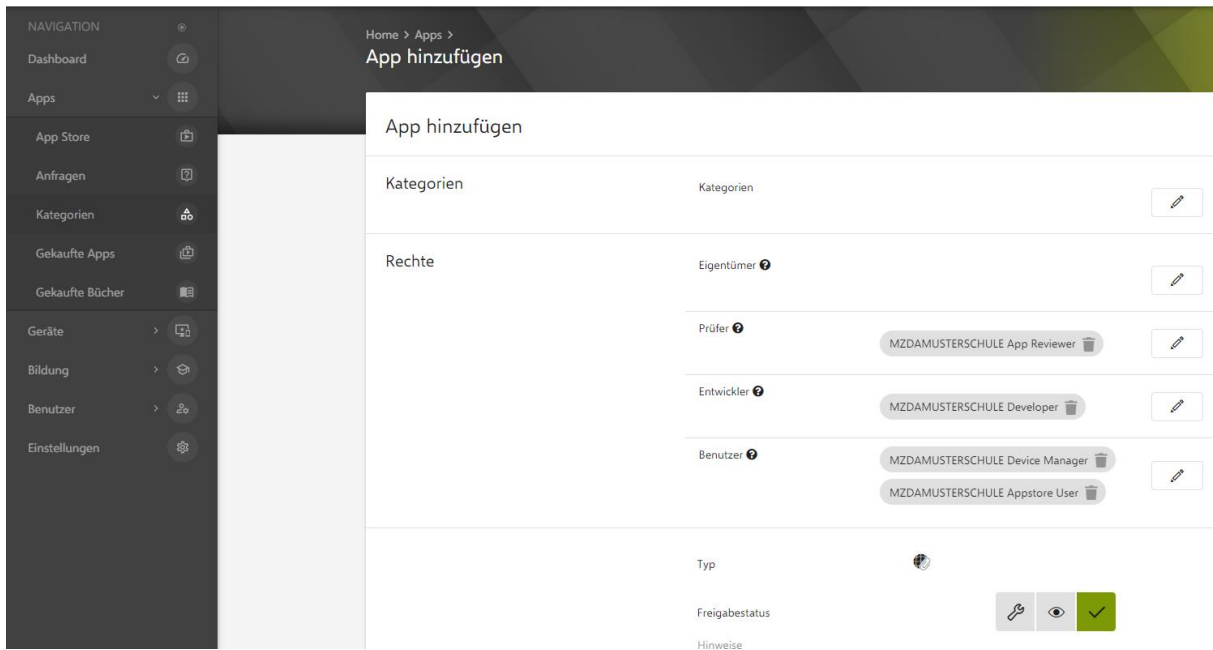 NAVIGATION
Dashboard
Apps
App Store
Anfragen
Kategorien
Gekaufte Apps
Gekaufte Bücher
Geräte
Bildung
Benutzer
Einstellungen
Home > Apps >
App hinzufügen
App hinzufügen
Kategorien
Kategorien
Rechte
Eigentümer
Prüfer
MZDAMUSTERSCHULE App Reviewer
Entwickler
MZDAMUSTERSCHULE Developer
Benutzer
MZDAMUSTERSCHULE Device Manager
MZDAMUSTERSCHULE Appstore User
Typ
Freigabestatus
Hinweise